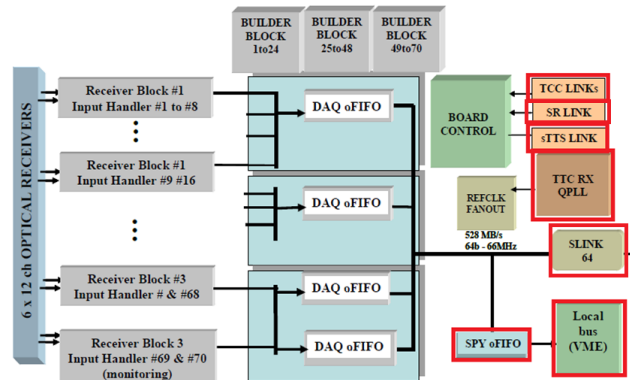 BUILDER
BLOCK
1to24
BUILDER
BLOCK
25to48
BUILDER
BLOCK
49to70
6 x 12 ch OPTICAL RECEIVERS
Receiver Block #1
Input Handler #1 to #8
Receiver Block #1
Input Handler #9 #16
Receiver Block #3
Input Handler # & #68
Receiver Block 3
Input Handler #69 & #70
(monitoring)
DAQ oFIFO
DAQ oFIFO
DAQ oFIFO
DAQ oFIFO
BOARD
CONTROL
TCC LINKs
SR LINK
sTTS LINK
TTC RX
QPLL
REFCLK
FANOUT
528 MB/s
64b - 66MHz
SLINK
64
SPY oFIFO
Local
bus
(VME)